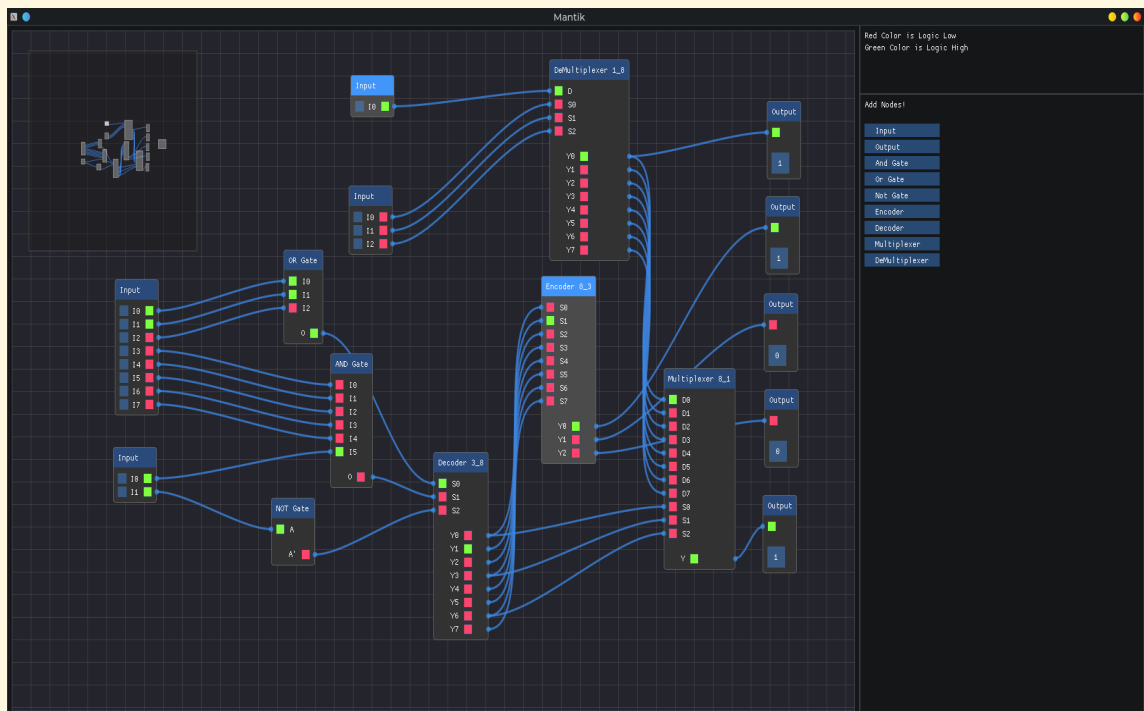 Mantik
Red Color is Logic Low
Green Color is Logic High
Add Nodes!
Input
Output
And Gate
Or Gate
Not Gate
Encoder
Decoder
Multiplexer
DeMultiplexer
Input
I0
DeMultiplexer 1_8
D
S0
S1
S2
Y0
Y1
Y2
Y3
Y4
Y5
Y6
Y7
Output
1
Input
I0
I1
I2
Output
1
OR Gate
I0
I1
I2
O
Input
I0
I1
I2
I3
I4
I5
I6
I7
Encoder 8_3
S0
S1
S2
S3
S4
S5
S6
S7
Y0
Y1
Y2
Output
0
AND Gate
I0
I1
I2
I3
I4
I5
O
Multiplexer 8_1
D0
D1
D2
D3
D4
D5
D6
D7
S0
S1
S2
Y
Output
0
Input
I0
I1
Decoder 3_8
S0
S1
S2
Y0
Y1
Y2
Y3
Y4
Y5
Y6
Y7
NOT Gate
A
A'
Output
1